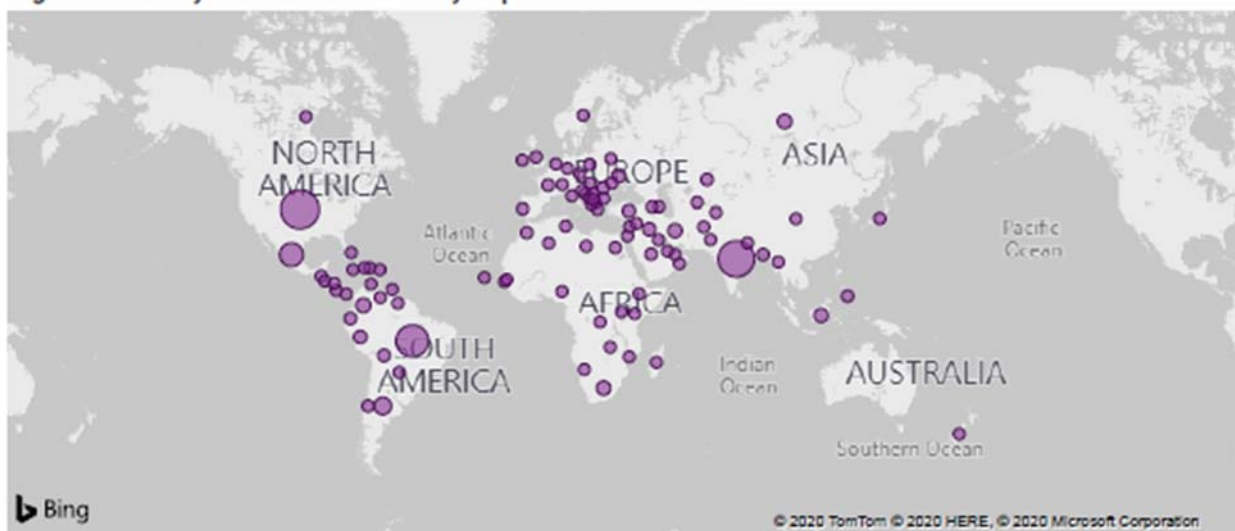 NORTH
AMERICA
EUROPE
ASIA
Atlantic
Ocean
Pacific
Ocean
AFRICA
SOUTH
AMERICA
Indian
Ocean
AUSTRALIA
Southern Ocean
Bing
© 2020 TomTom © 2020 HERE, © 2020 Microsoft Corporation